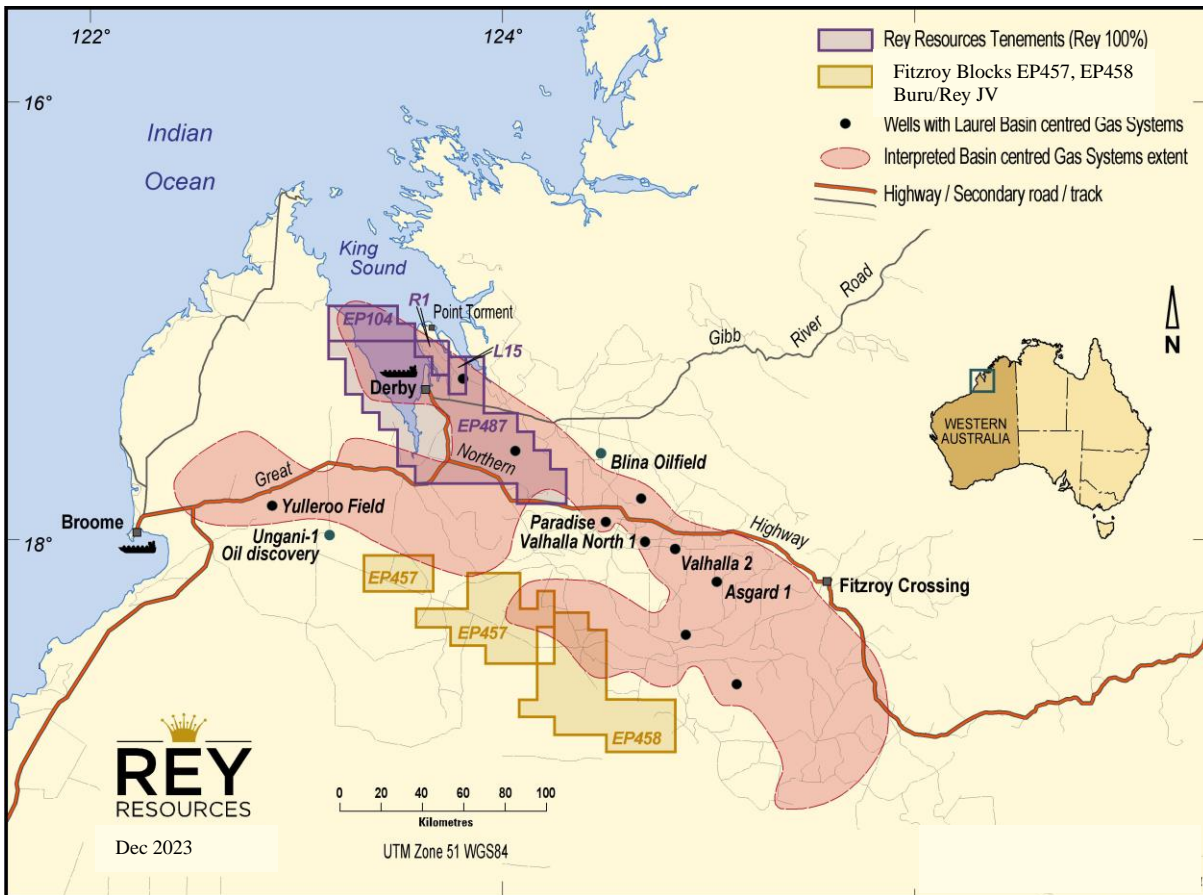 122°
124°
Rey Resources Tenements (Rey 100%)
Fitzroy Blocks EP457, EP458
Buru/Rey JV
Wells with Laurel Basin centred Gas Systems
Interpreted Basin centred Gas Systems extent
Highway / Secondary road / track
16°
Indian
Ocean
King
Sound
R1
Point Torment
EP104
L15
Gibb River Road
N
Derby
EP487
WESTERN
AUSTRALIA
Great Northern Highway
Blina Oilfield
Yulleroo Field
Broome
18°
Ungani-1
Oil discovery
Paradise
Valhalla North 1
Valhalla 2
Asgard 1
Fitzroy Crossing
EP457
EP457
EP458
REY
RESOURCES
Dec 2023
0 20 40 60 80 100
Kilometres
UTM Zone 51 WGS84